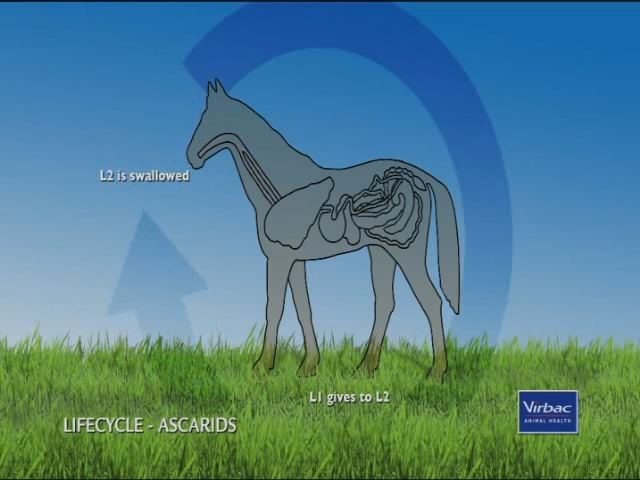 L2 is swallowed
L1 gives to L2
LIFECYCLE - ASCARIDS
Virbac
ANIMAL HEALTH